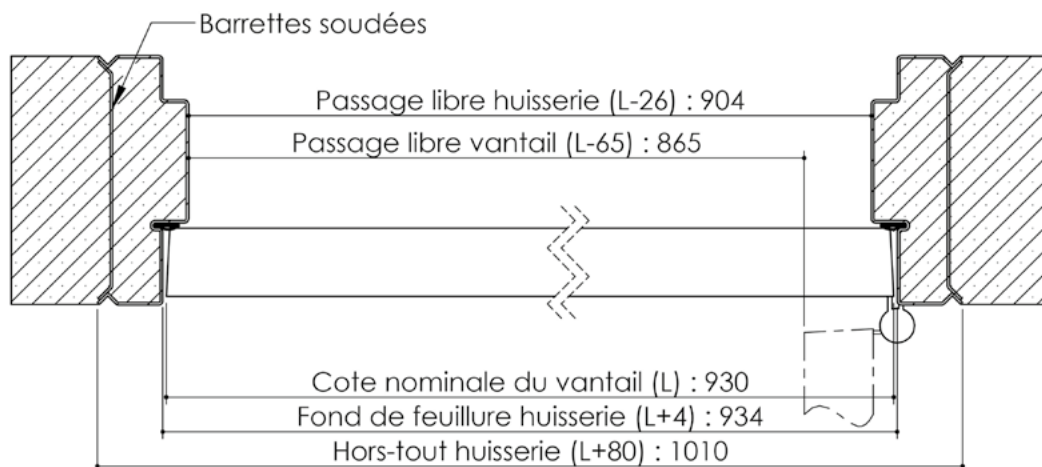 Barrettes soudées
Passage libre huisserie (L-26) : 904
Passage libre vantail (L-65) : 865
Cote nominale du vantail (L) : 930
Fond de feuillure huisserie (L+4) : 934
Hors-tout huisserie (L+80) : 1010